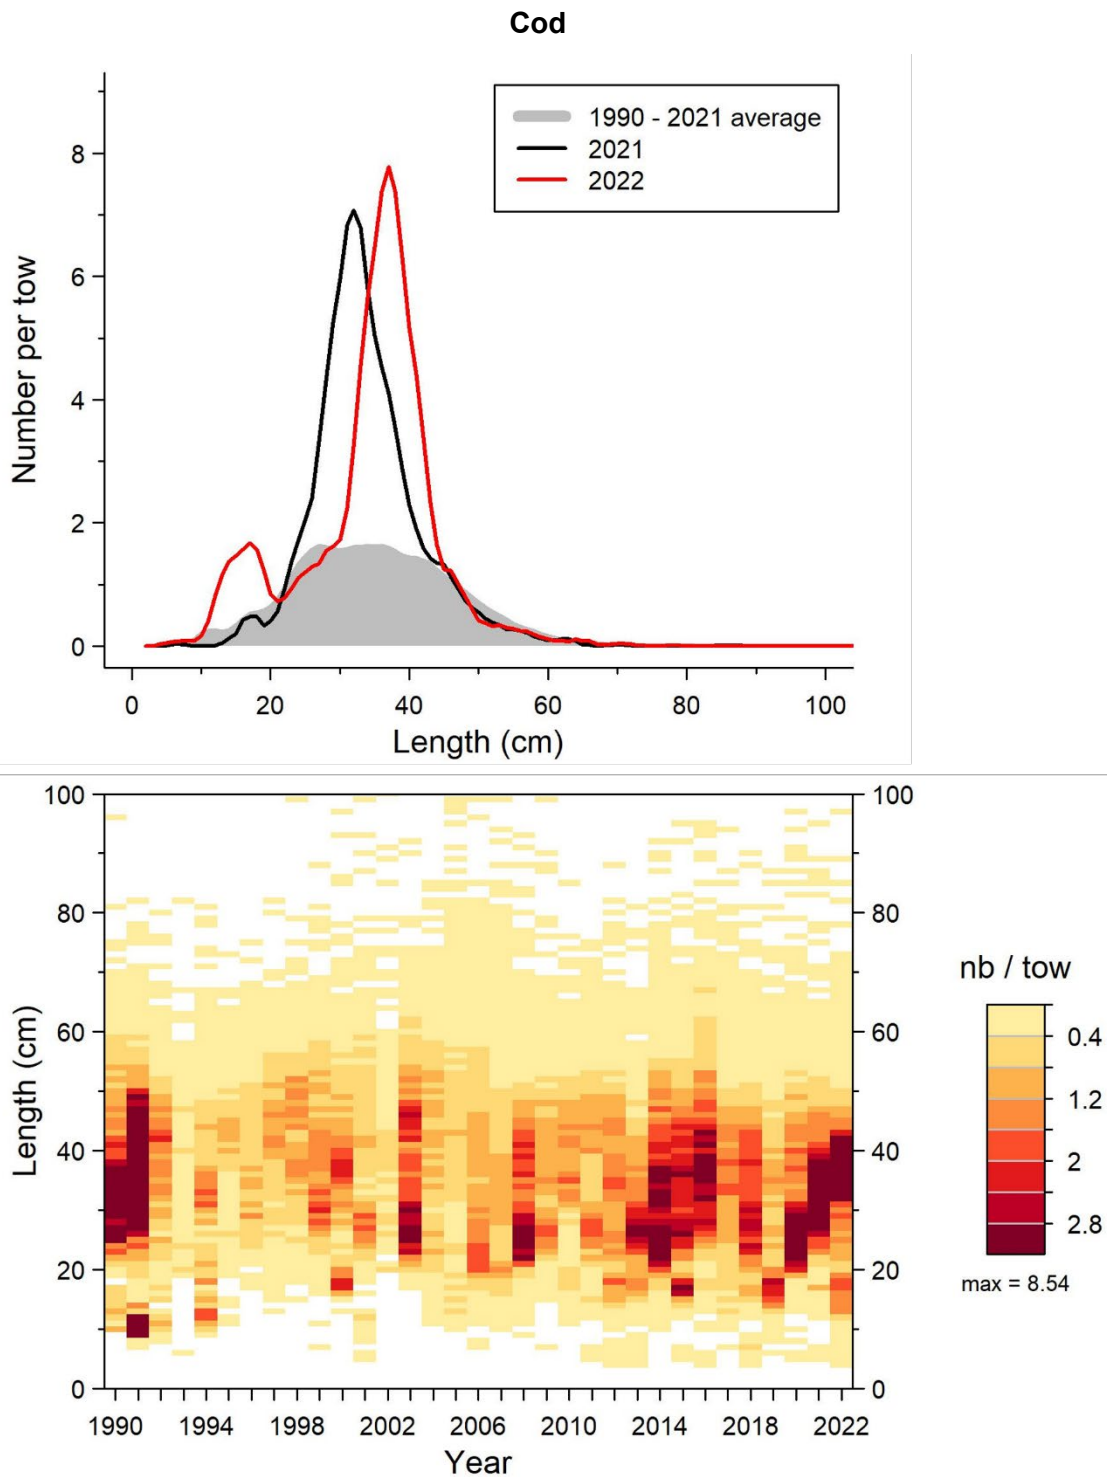 Cod
1990 - 2021 average
2021
2022
Number per tow
8
6
4
2
0
0 20 40 60 80 100
Length (cm)
100 100
80 80
60 60
40 40
20 20
0 0
Length (cm)
1990 1994 1998 2002 2006 2010 2014 2018 2022
Year
nb / tow
0.4
1.2
2
2.8
max = 8.54